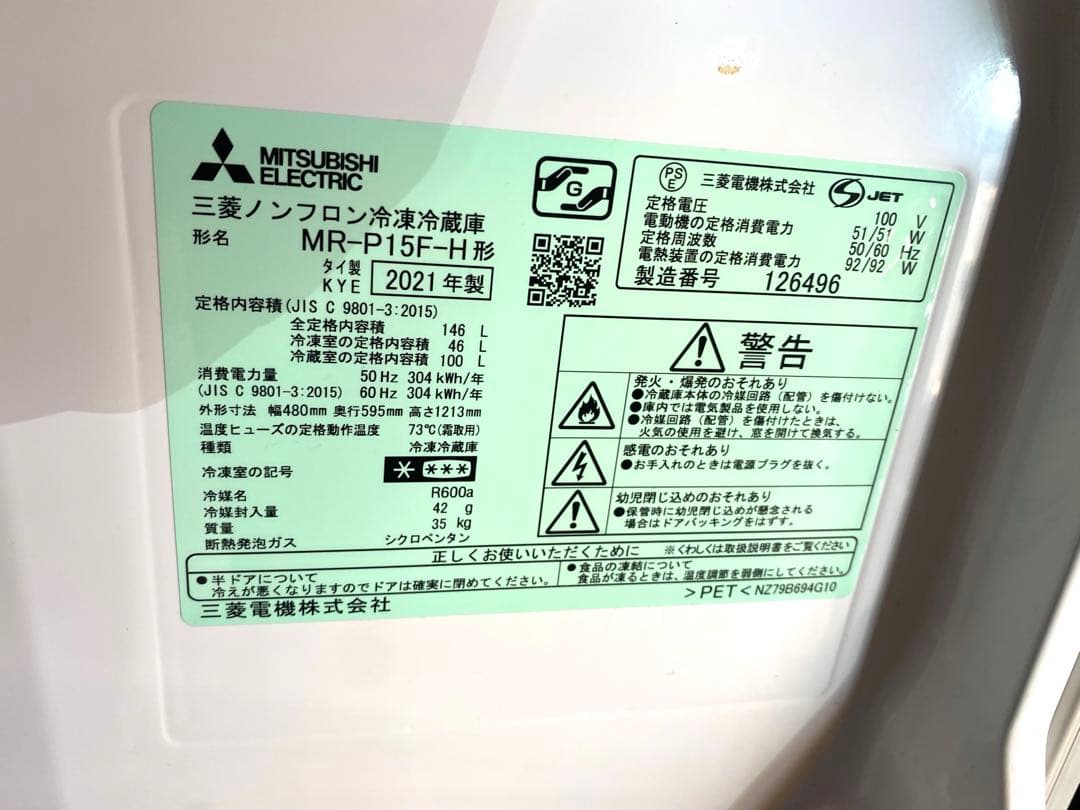 MITSUBISHI
ELECTRIC
三菱ノンフロン冷凍冷蔵庫
形名 MR-P15F-H形
タイ製
KYE 2021年製
定格内容積(JIS C 9801-3:2015)
全定格内容積 146 L
冷凍室の定格内容積 46 L
冷蔵室の定格内容積 100 L
消費電力量 50 Hz 304 kWh/年
(JIS C 9801-3:2015) 60 Hz 304 kWh/年
外形寸法 幅480mm 奥行595mm 高さ1213mm
温度ヒューズの定格動作温度 73℃(霜取用)
種類 冷凍冷蔵庫
冷凍室の記号 * ***
冷媒名 R600a
冷媒封入量 42 g
質量 35 kg
断熱発泡ガス シクロペンタン
G
PS
E
三菱電機株式会社
S JET
定格電圧 100 V
電動機の定格消費電力 51/51 W
定格周波数 50/60 Hz
電熱装置の定格消費電力 92/92 W
製造番号 126496
警告
発火・爆発のおそれあり
●冷蔵庫本体の冷媒回路(配管)を傷付けない。
●庫内では電気製品を使用しない。
●冷媒回路(配管)を傷付けたときは、
火気の使用を避け、窓を開けて換気する。
感電のおそれあり
●お手入れのときは電源プラグを抜く。
幼児閉じ込めのおそれあり
●保管時に幼児閉じ込めが懸念される
場合はドアパッキングをはずす。
正しくお使いいただくために ※くわしくは取扱説明書をご覧ください
●半ドアについて
冷えが悪くなりますのでドアは確実に閉めてください。
●食品の凍結について
食品が凍るときは、温度調節を弱側にしてください。
三菱電機株式会社
>PET< NZ79B694G10